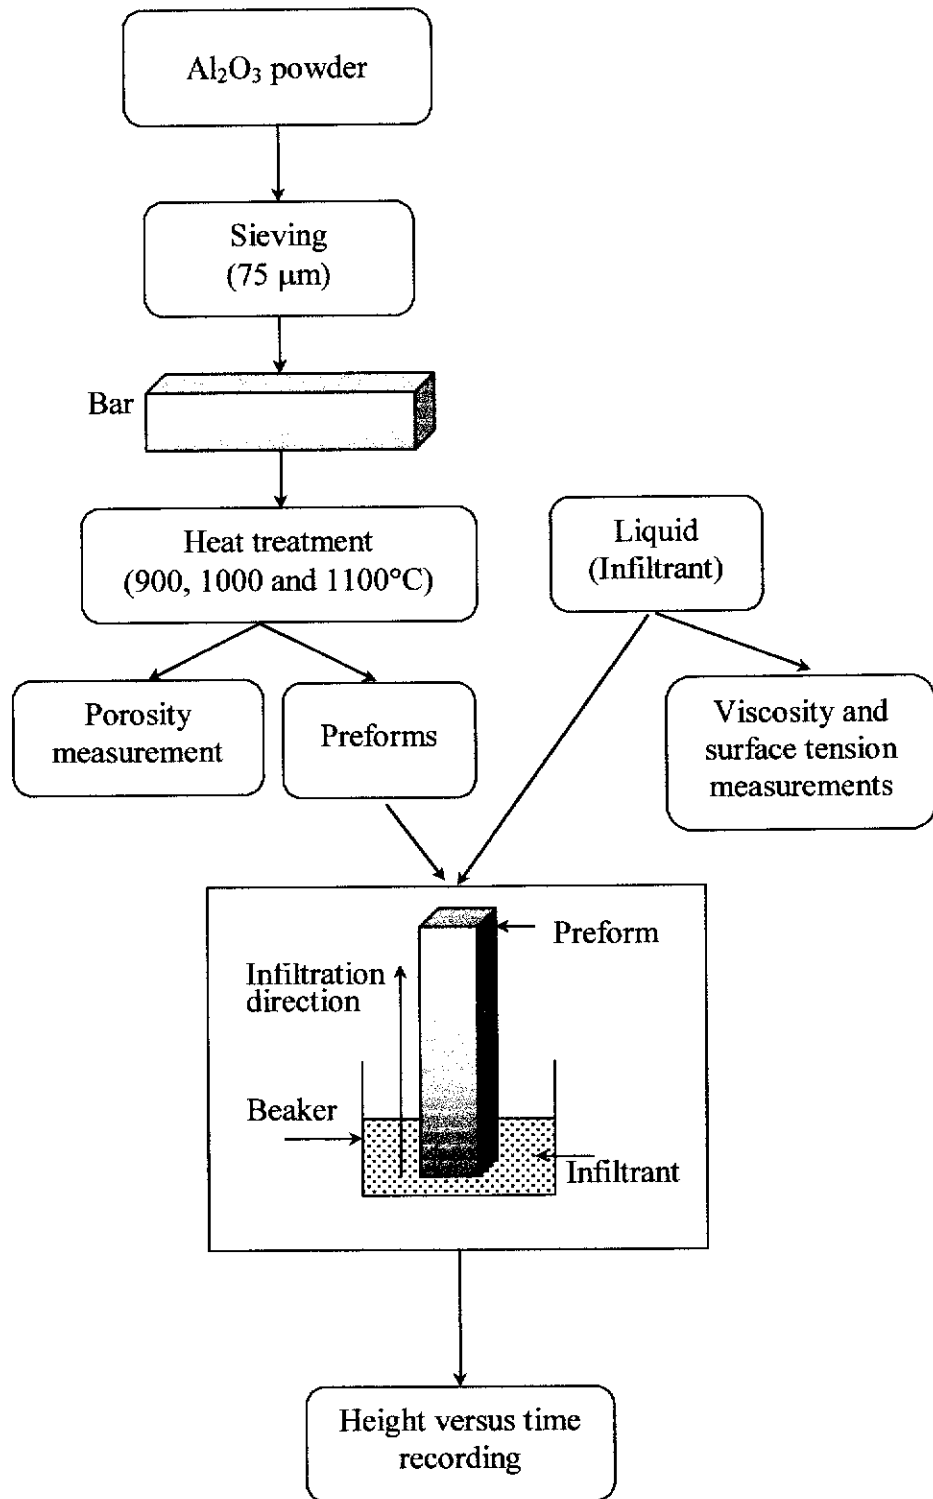 Al₂O₃ powder
Sieving
(75 μm)
Bar
Heat treatment
(900, 1000 and 1100°C)
Liquid
(Infiltrant)
Porosity
measurement
Preforms
Viscosity and
surface tension
measurements
Preform
Infiltration
direction
Beaker
Infiltrant
Height versus time
recording